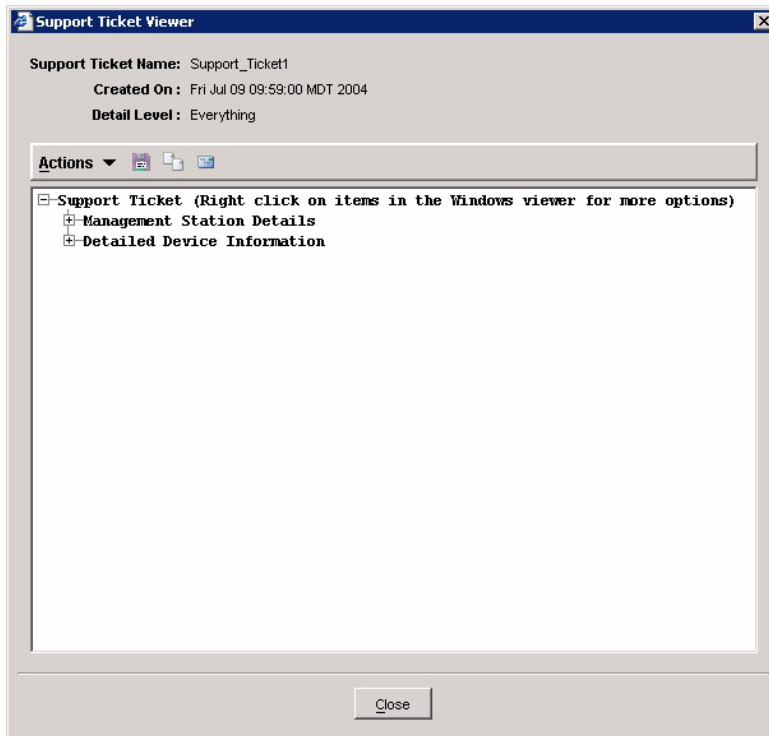 Support Ticket Viewer
Support Ticket Name: Support_Ticket1
Created On : Fri Jul 09 09:59:00 MDT 2004
Detail Level : Everything
Actions
Support Ticket (Right click on items in the Windows viewer for more options)
Management Station Details
Detailed Device Information
Close